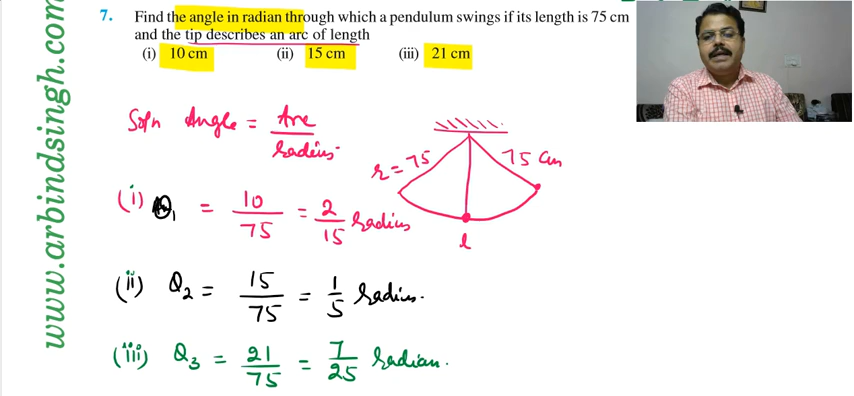 7. Find the angle in radian through which a pendulum swings if its length is 75 cm
and the tip describes an arc of length
(i) 10 cm (ii) 15 cm (iii) 21 cm
Soln Angle = Arc / radius.
r = 75 75 cm
l
(i) θ1 = 10/75 = 2/15 radius
(ii) θ2 = 15/75 = 1/5 radius.
(iii) θ3 = 21/75 = 7/25 radian.
www.arbindsingh.com